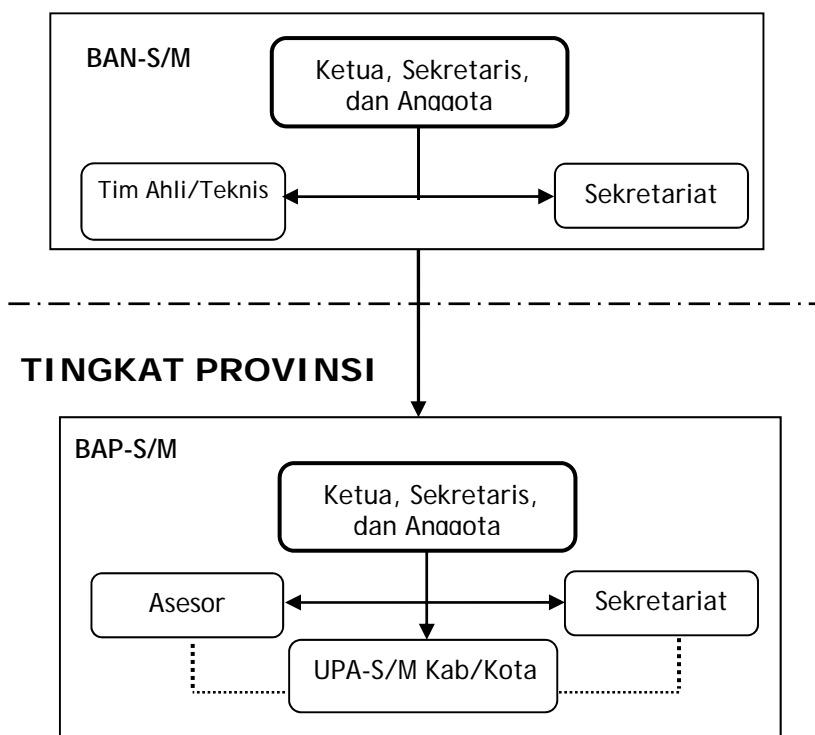 BAN-S/M
Ketua, Sekretaris,
dan Anggota
Tim Ahli/Teknis
Sekretariat
TINGKAT PROVINSI
BAP-S/M
Ketua, Sekretaris,
dan Anggota
Asesor
Sekretariat
UPA-S/M Kab/Kota